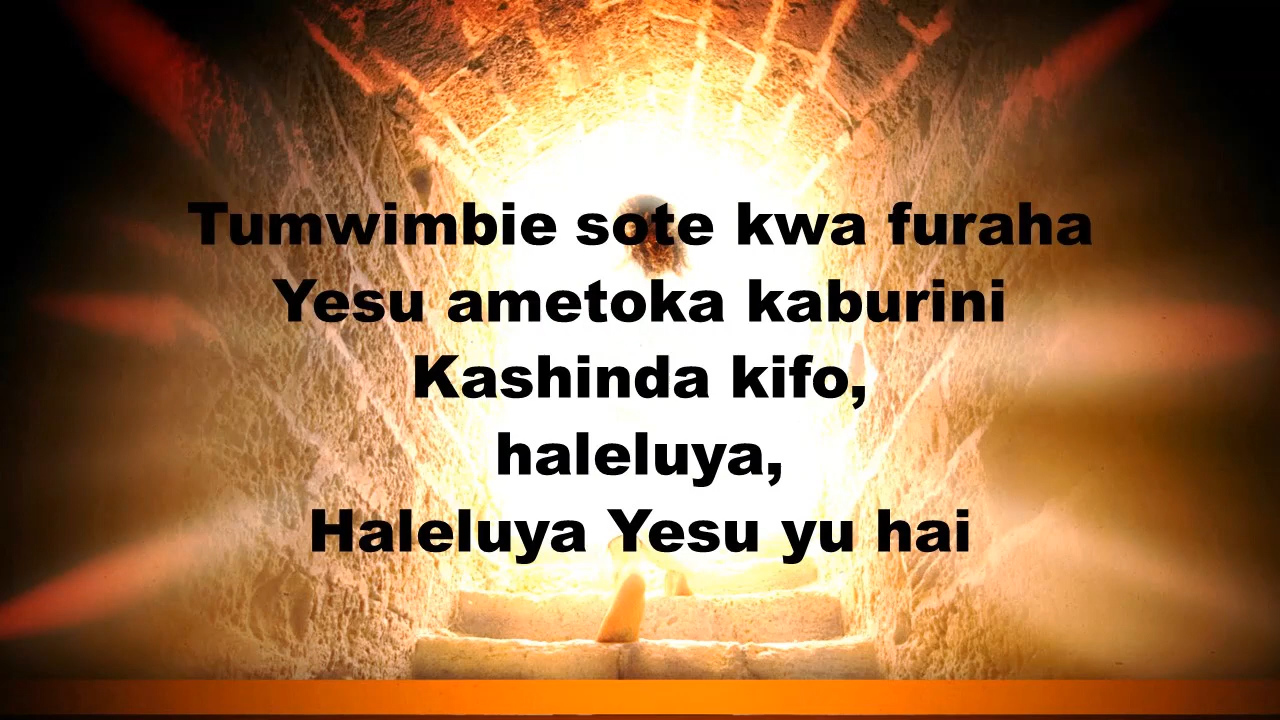 Tumwimbie sote kwa furaha
Yesu ametoka kaburini
Kashinda kifo,
haleluya,
Haleluya Yesu yu hai